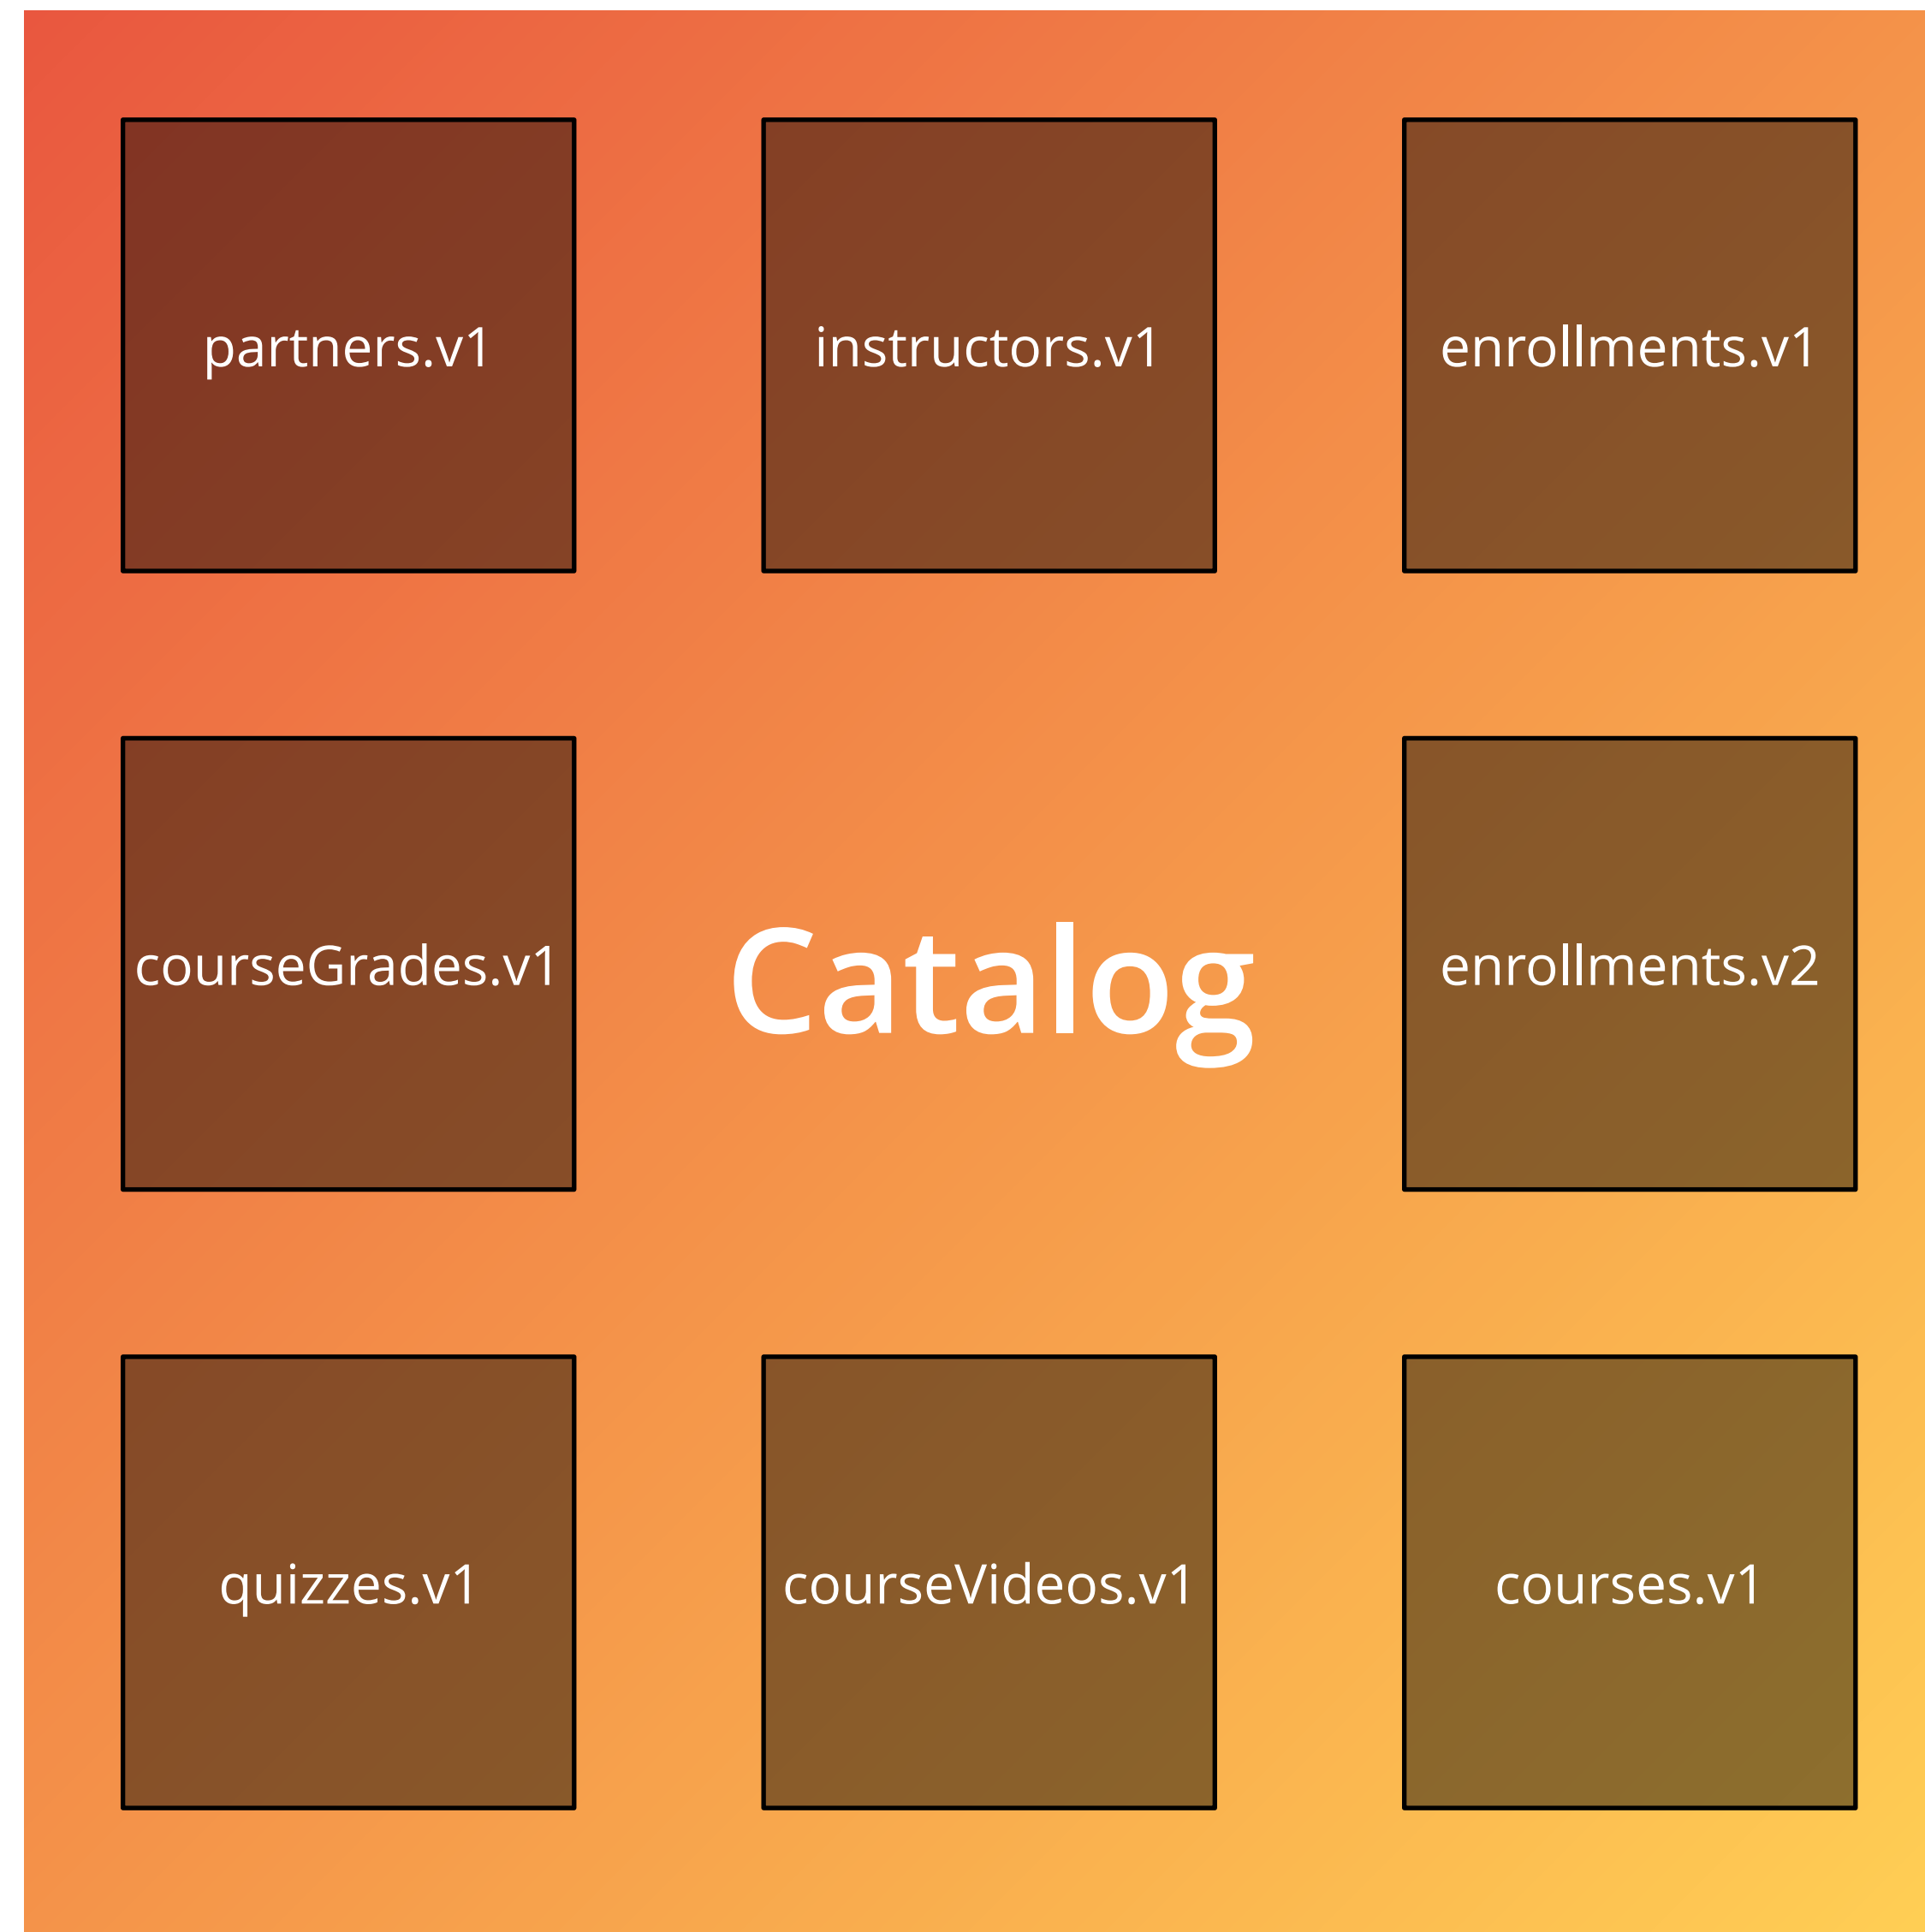 partners.v1
instructors.v1
enrollments.v1
courseGrades.v1
Catalog
enrollments.v2
quizzes.v1
courseVideos.v1
courses.v1